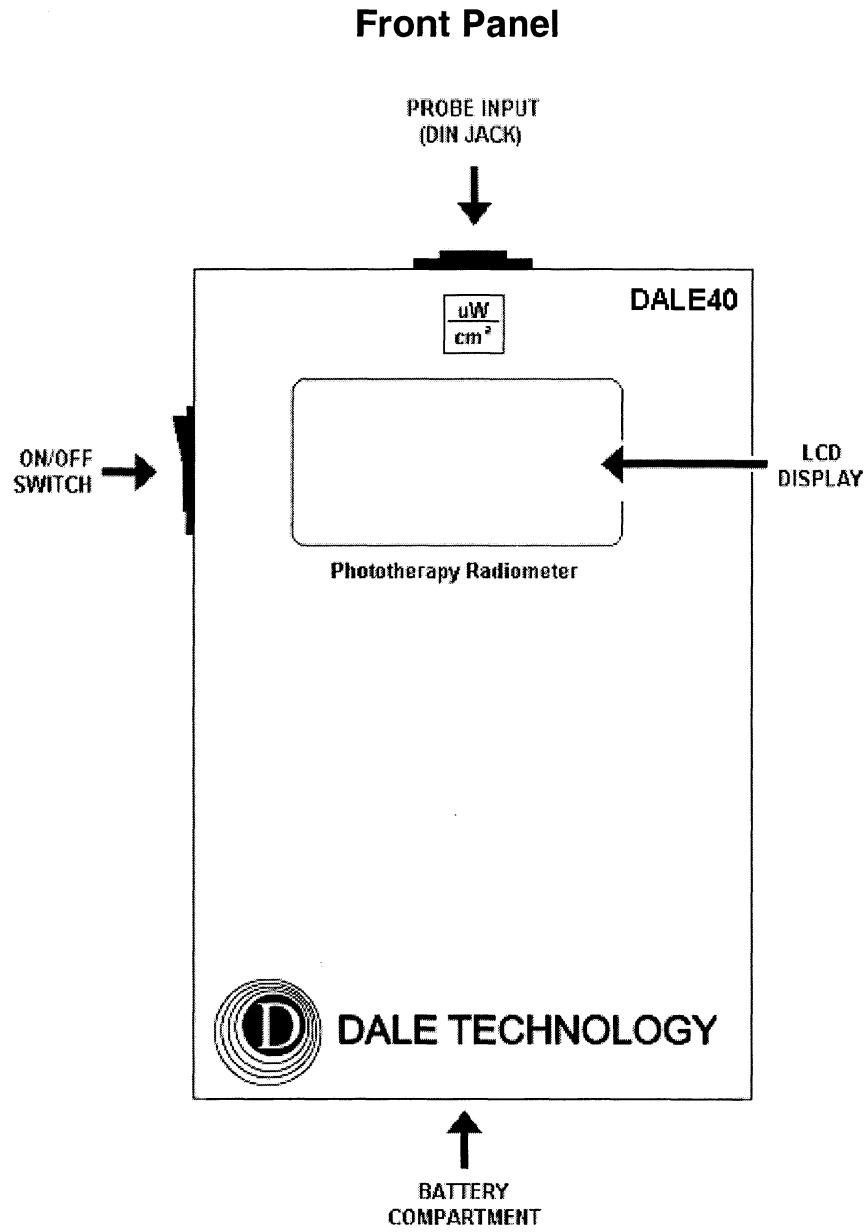 Front Panel
PROBE INPUT
(DIN JACK)
DALE40
uW
cm²
ON/OFF
SWITCH
LCD
DISPLAY
Phototherapy Radiometer
D DALE TECHNOLOGY
BATTERY
COMPARTMENT